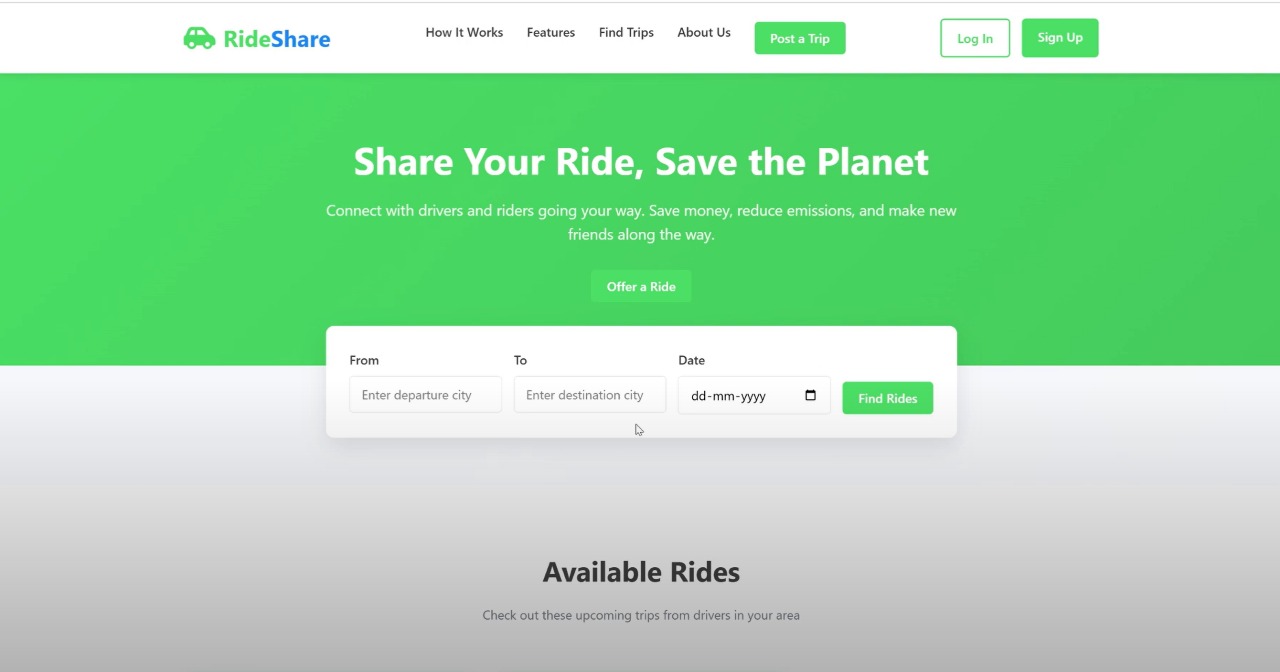 RideShare
How It Works
Features
Find Trips
About Us
Post a Trip
Log In
Sign Up
Share Your Ride, Save the Planet
Connect with drivers and riders going your way. Save money, reduce emissions, and make new
friends along the way.
Offer a Ride
From
To
Date
Enter departure city
Enter destination city
dd-mm-yyyy
Find Rides
Available Rides
Check out these upcoming trips from drivers in your area